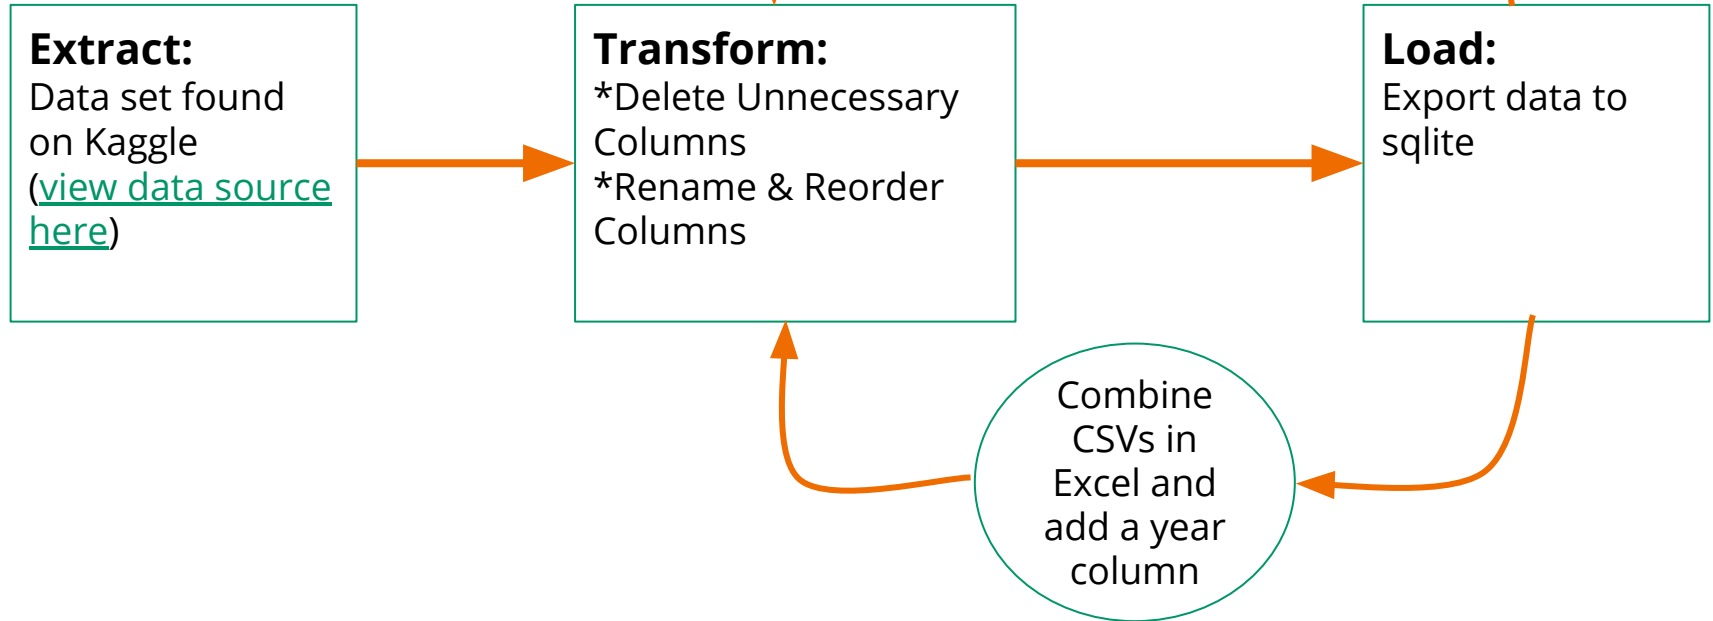 Extract:
Data set found
on Kaggle
(view data source
here)
Transform:
*Delete Unnecessary
Columns
*Rename & Reorder
Columns
Load:
Export data to
sqlite
Combine
CSVs in
Excel and
add a year
column